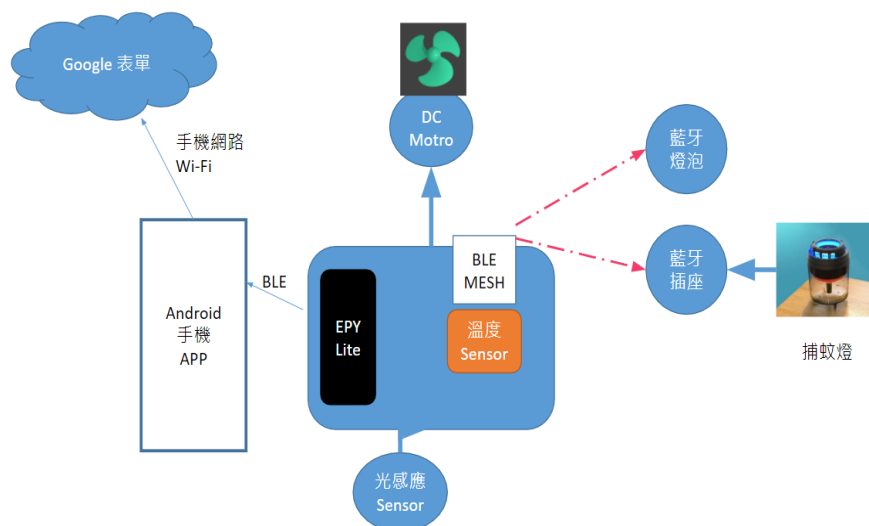 Google 表單
手機網路
Wi-Fi
DC
Motro
藍牙
燈泡
BLE
MESH
藍牙
插座
BLE
EPY
Lite
溫度
Sensor
Android
手機
APP
捕蚊燈
光感應
Sensor